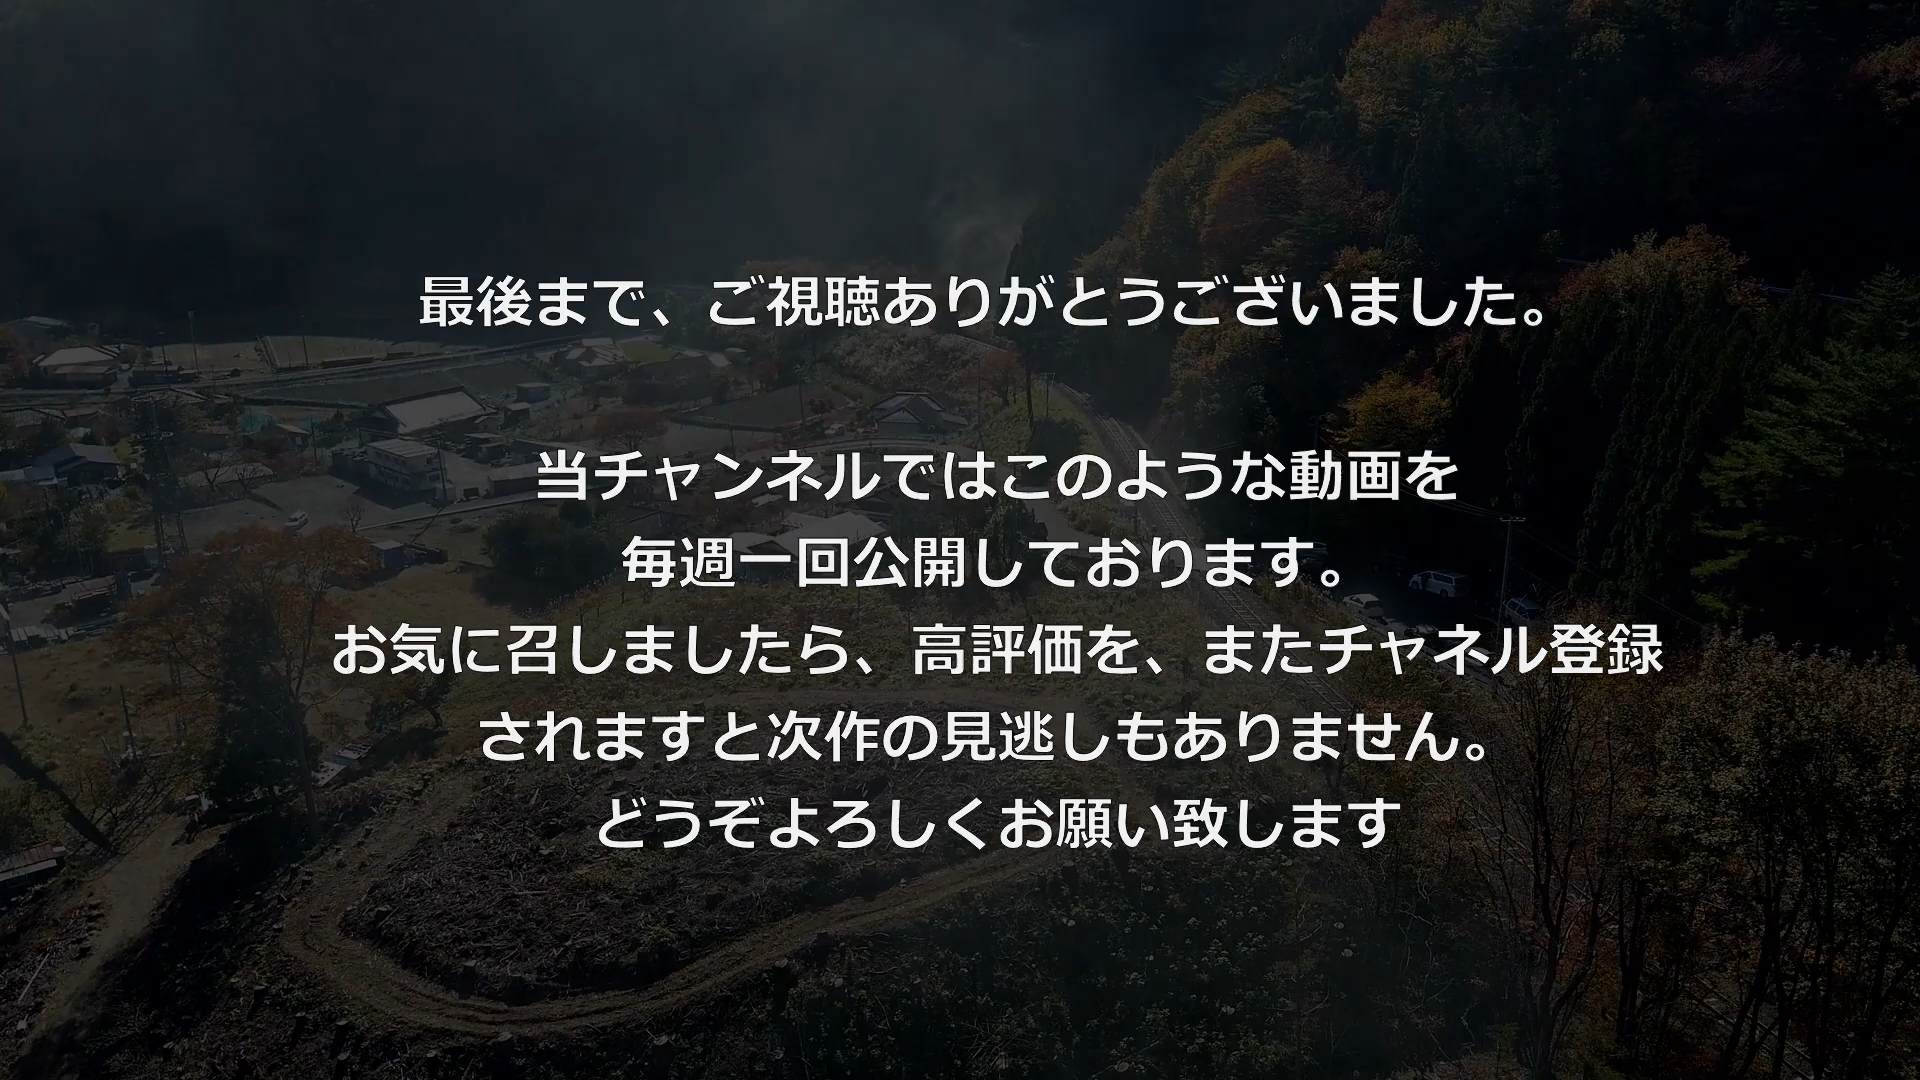 最後まで、ご視聴ありがとうございました。
当チャンネルではこのような動画を
毎週一回公開しております。
お気に召しましたら、高評価を、またチャネル登録
されますと次作の見逃しもありません。
どうぞよろしくお願い致します